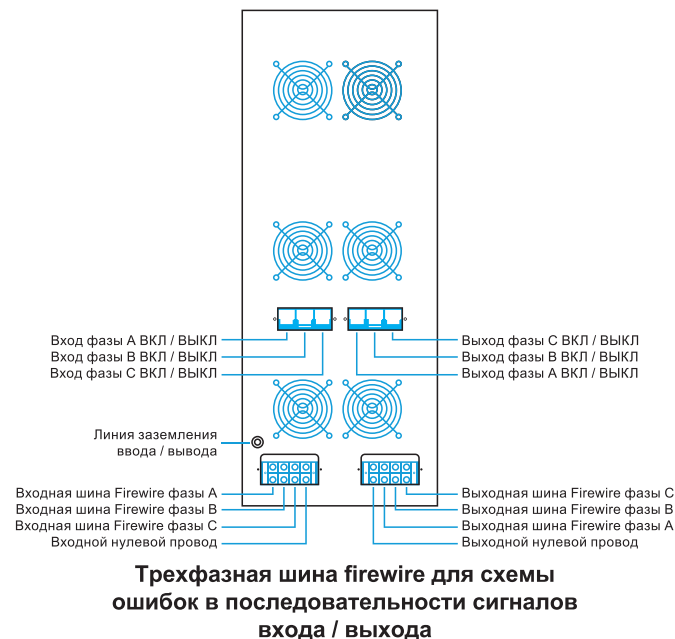 Вход фазы A ВКЛ / ВЫКЛ
Вход фазы B ВКЛ / ВЫКЛ
Вход фазы C ВКЛ / ВЫКЛ
Выход фазы C ВКЛ / ВЫКЛ
Выход фазы B ВКЛ / ВЫКЛ
Выход фазы A ВКЛ / ВЫКЛ
Линия заземления
ввода / вывода
Входная шина Firewire фазы A
Входная шина Firewire фазы B
Входная шина Firewire фазы C
Входной нулевой провод
Выходная шина Firewire фазы C
Выходная шина Firewire фазы B
Выходная шина Firewire фазы A
Выходной нулевой провод
Трехфазная шина firewire для схемы
ошибок в последовательности сигналов
входа / выхода